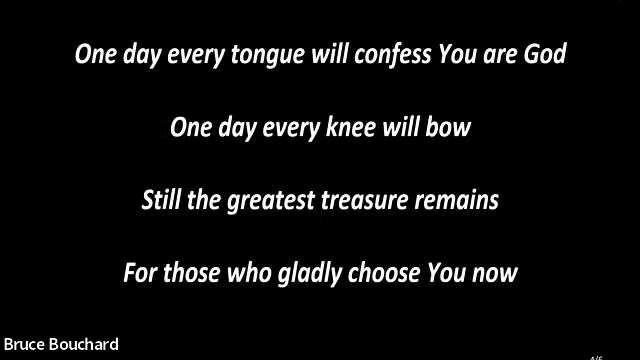 One day every tongue will confess You are God
One day every knee will bow
Still the greatest treasure remains
For those who gladly choose You now
Bruce Bouchard